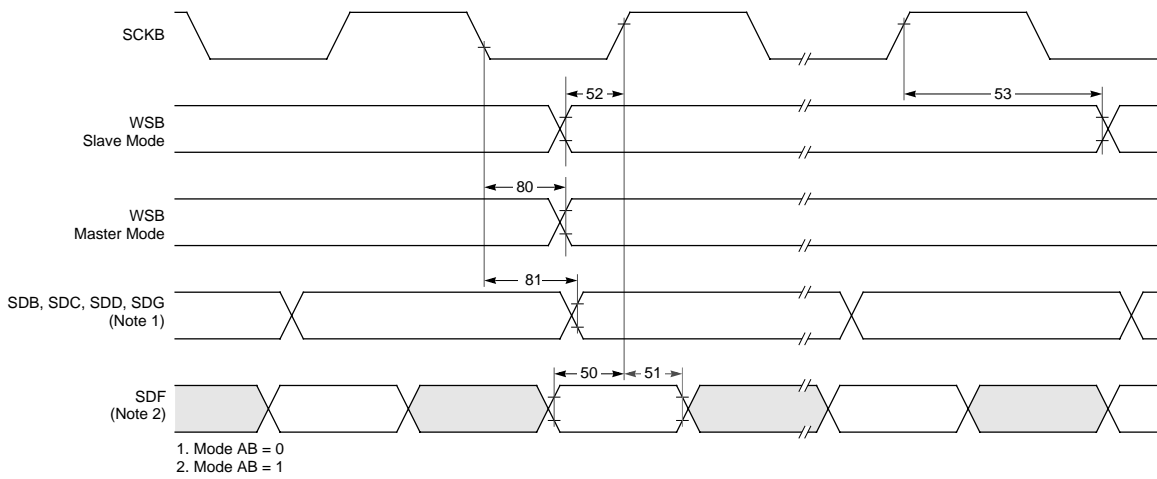 SCKB
52
53
WSB
Slave Mode
80
WSB
Master Mode
81
SDB, SDC, SDD, SDG
(Note 1)
50
51
SDF
(Note 2)
1. Mode AB = 0
2. Mode AB = 1